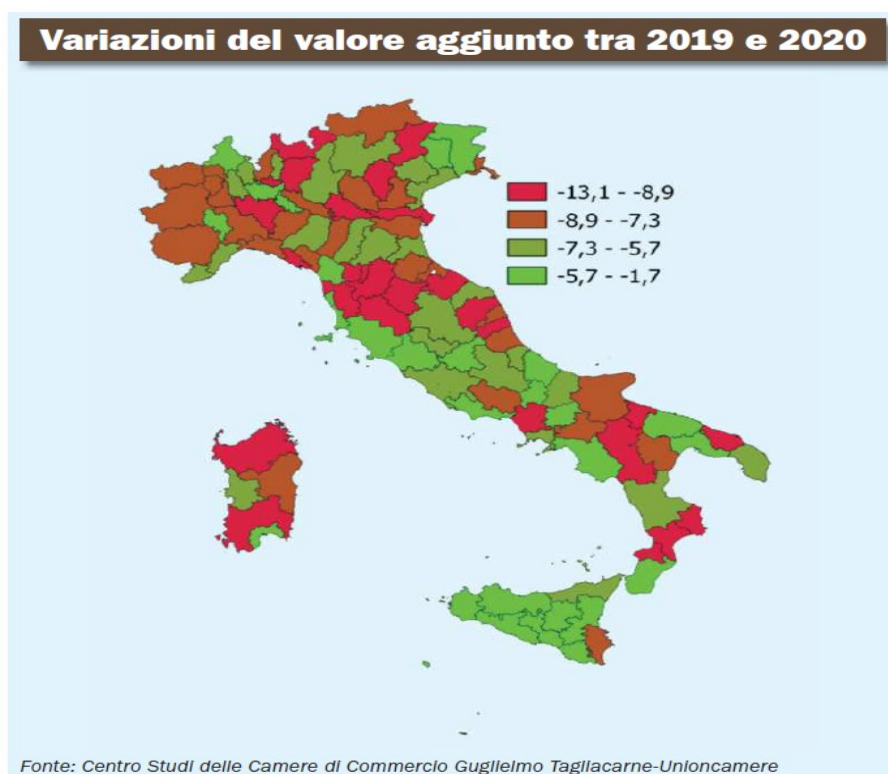 Variazioni del valore aggiunto tra 2019 e 2020
-13,1 - -8,9
-8,9 - -7,3
-7,3 - -5,7
-5,7 - -1,7
Fonte: Centro Studi delle Camere di Commercio Guglielmo Tagliacarne-Unioncamere